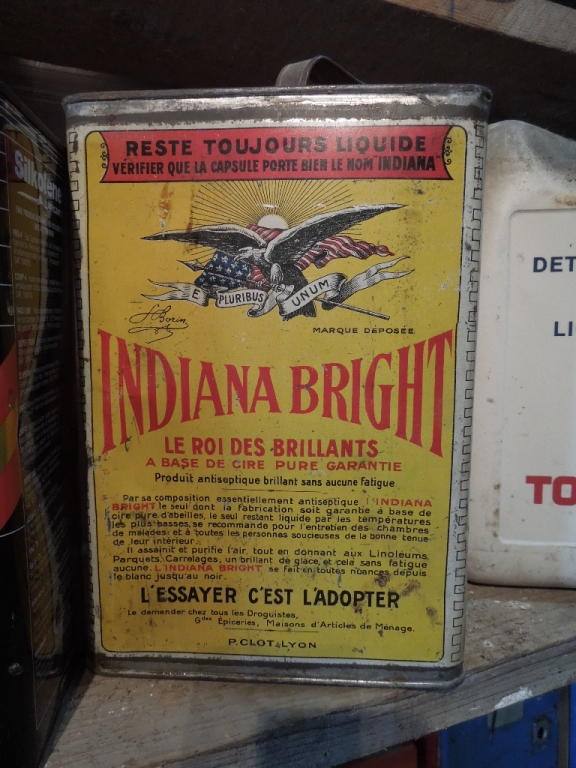 RESTE TOUJOURS LIQUIDE
VÉRIFIER QUE LA CAPSULE PORTE BIEN LE NOM "INDIANA"
E PLURIBUS UNUM
MARQUE DÉPOSÉE
INDIANA BRIGHT
LE ROI DES BRILLANTS
A BASE DE CIRE PURE GARANTIE
Produit antiseptique brillant sans aucune fatigue
Par sa composition essentiellement antiseptique l'INDIANA
BRIGHT le seul dont la fabrication soit garantie à base de
cire pure d'abeilles, le seul restant liquide par les températures
les plus basses, se recommande pour l'entretien des chambres
de malades et à toutes les personnes soucieuses de la bonne tenue
de leur intérieur.
Il assainit et purifie l'air, tout en donnant aux Linoleums
Parquets, Carrelages, un brillant de glace, et cela sans fatigue
aucune. L'INDIANA BRIGHT se fait en toutes nuances depuis
le blanc jusqu'au noir.
L'ESSAYER C'EST L'ADOPTER
Le demander chez tous les Droguistes,
Gdes Épiceries, Maisons d'Articles de Ménage.
P. CLOT. LYON
Silkolene
DET
LI
TO